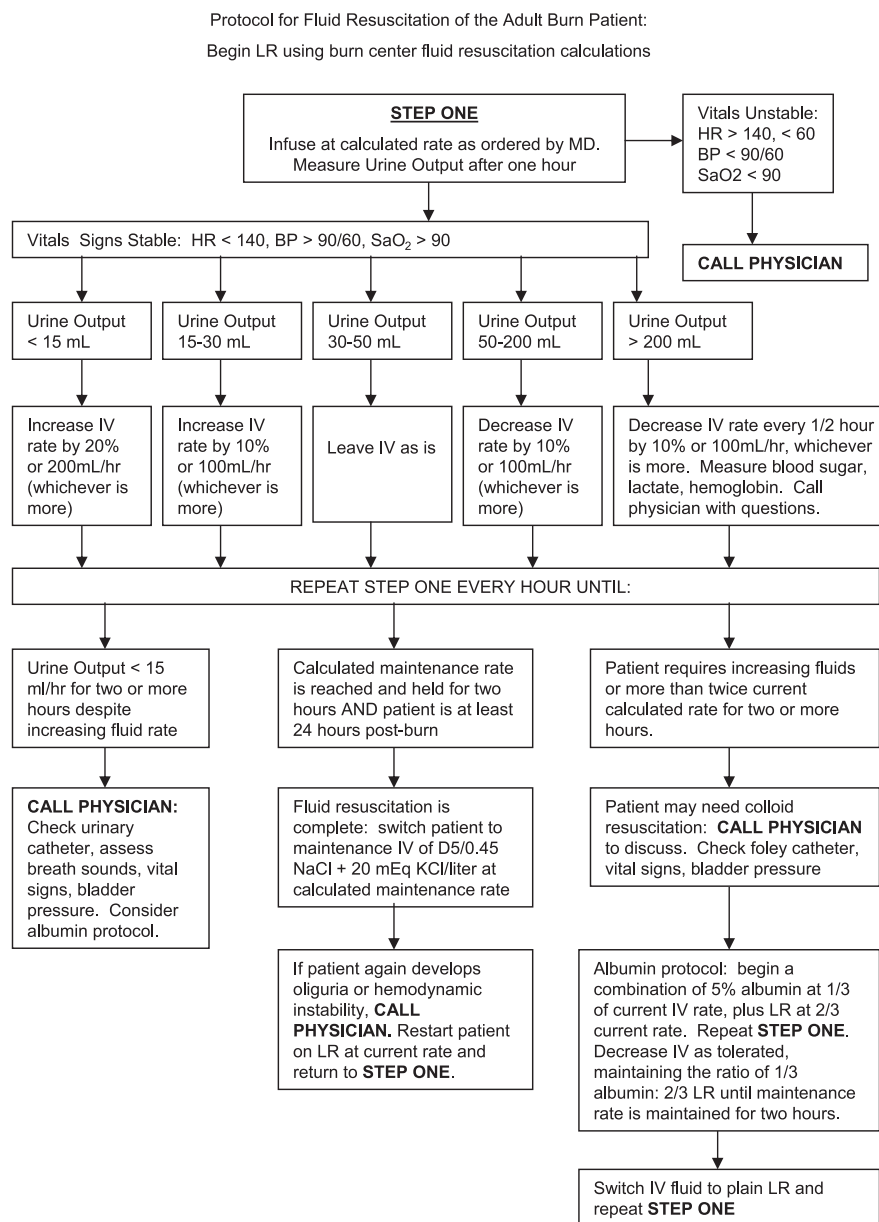 Protocol for Fluid Resuscitation of the Adult Burn Patient:
Begin LR using burn center fluid resuscitation calculations
STEP ONE
Infuse at calculated rate as ordered by MD.
Measure Urine Output after one hour
Vitals Unstable:
HR > 140, < 60
BP < 90/60
SaO2 < 90
CALL PHYSICIAN
Vitals Signs Stable: HR < 140, BP > 90/60, SaO₂ > 90
Urine Output
< 15 mL
Urine Output
15-30 mL
Urine Output
30-50 mL
Urine Output
50-200 mL
Urine Output
> 200 mL
Increase IV
rate by 20%
or 200mL/hr
(whichever is
more)
Increase IV
rate by 10%
or 100mL/hr
(whichever is
more)
Leave IV as is
Decrease IV
rate by 10%
or 100mL/hr
(whichever is
more)
Decrease IV rate every 1/2 hour
by 10% or 100mL/hr, whichever
is more. Measure blood sugar,
lactate, hemoglobin. Call
physician with questions.
REPEAT STEP ONE EVERY HOUR UNTIL:
Urine Output < 15
ml/hr for two or more
hours despite
increasing fluid rate
CALL PHYSICIAN:
Check urinary
catheter, assess
breath sounds, vital
signs, bladder
pressure. Consider
albumin protocol.
Calculated maintenance rate
is reached and held for two
hours AND patient is at least
24 hours post-burn
Fluid resuscitation is
complete: switch patient to
maintenance IV of D5/0.45
NaCl + 20 mEq KCl/liter at
calculated maintenance rate
If patient again develops
oliguria or hemodynamic
instability, CALL
PHYSICIAN. Restart patient
on LR at current rate and
return to STEP ONE.
Patient requires increasing fluids
or more than twice current
calculated rate for two or more
hours.
Patient may need colloid
resuscitation: CALL PHYSICIAN
to discuss. Check foley catheter,
vital signs, bladder pressure
Albumin protocol: begin a
combination of 5% albumin at 1/3
of current IV rate, plus LR at 2/3
current rate. Repeat STEP ONE.
Decrease IV as tolerated,
maintaining the ratio of 1/3
albumin: 2/3 LR until maintenance
rate is maintained for two hours.
Switch IV fluid to plain LR and
repeat STEP ONE